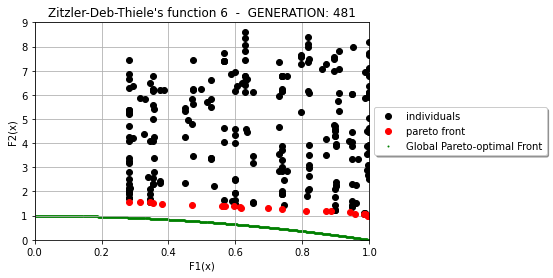 Zitzler-Deb-Thiele's function 6 - GENERATION: 481
9
8
7
6
5
4
3
2
1
0
F2(x)
0.0 0.2 0.4 0.6 0.8 1.0
F1(x)
individuals
pareto front
Global Pareto-optimal Front